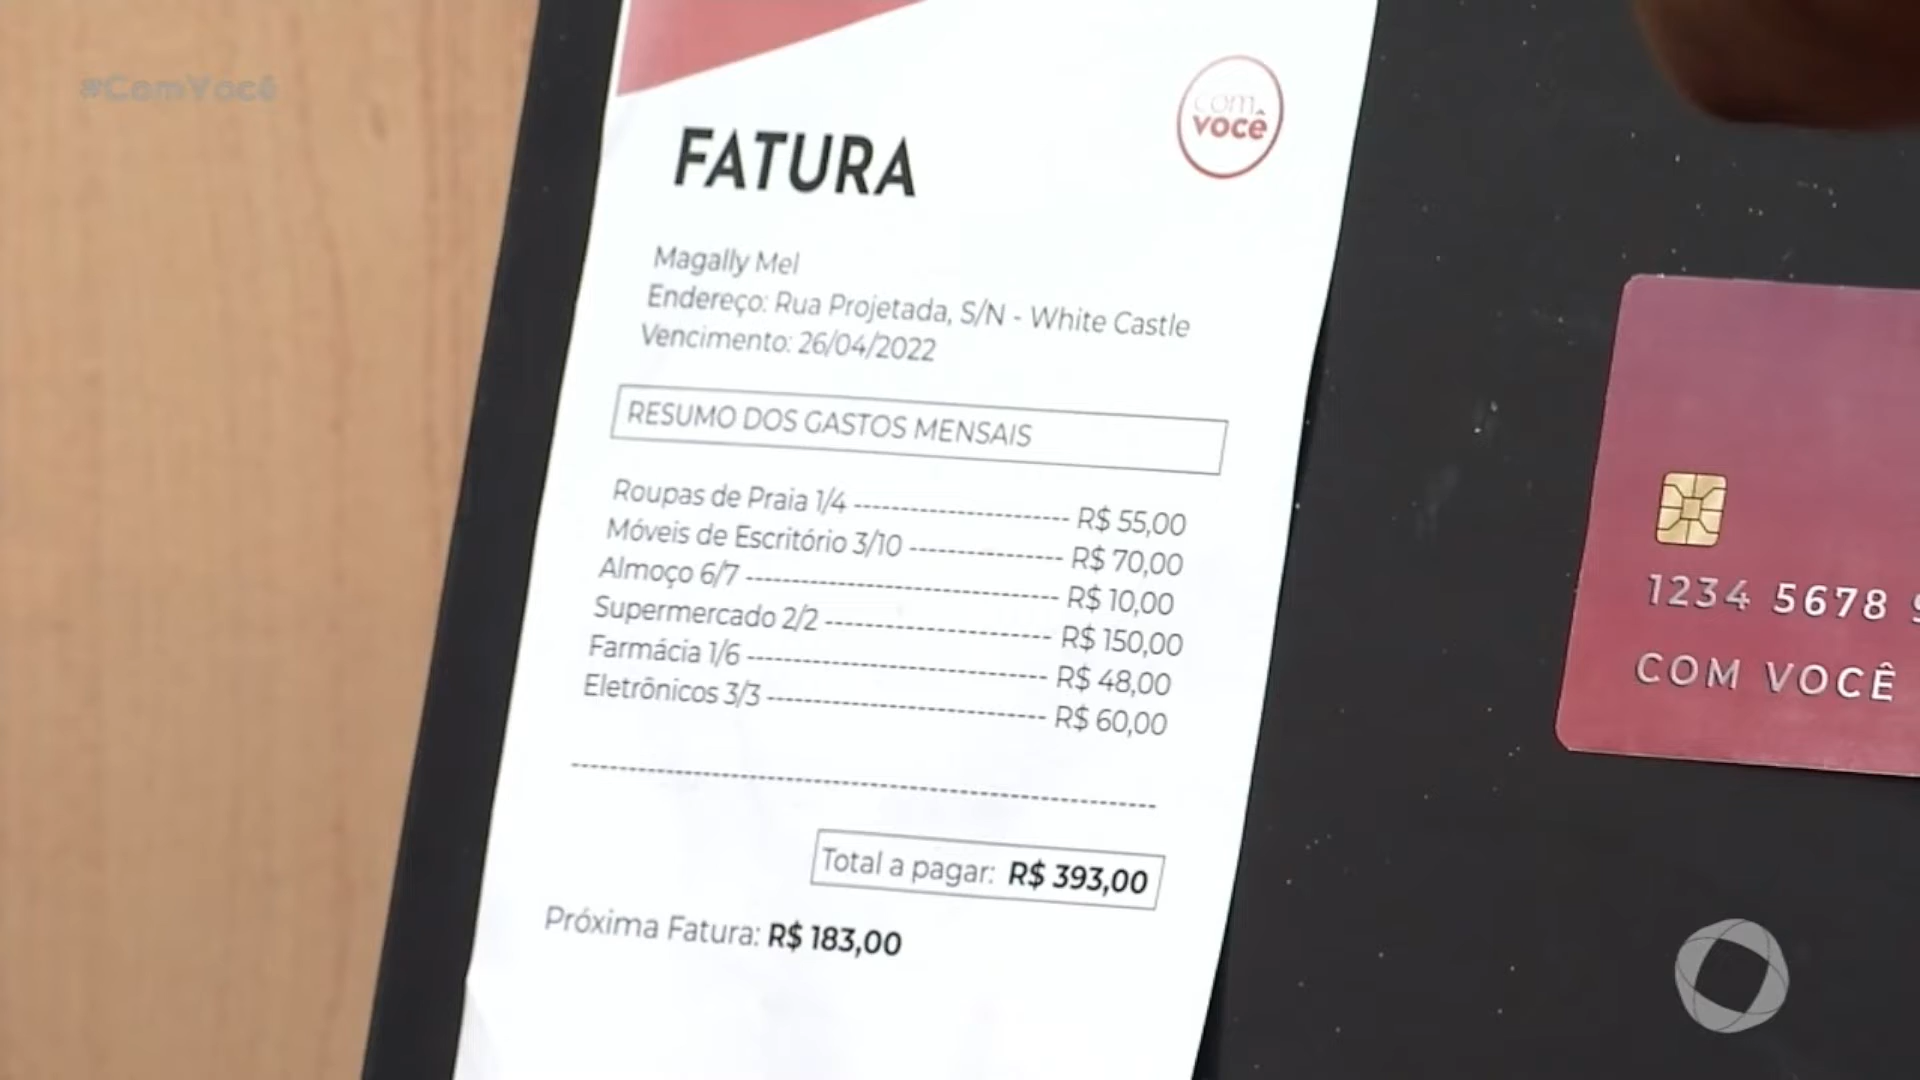 #ComVocê
com
você
FATURA
Magally Mel
Endereço: Rua Projetada, S/N - White Castle
Vencimento: 26/04/2022
RESUMO DOS GASTOS MENSAIS
Roupas de Praia 1/4 ---------------------- R$ 55,00
Móveis de Escritório 3/10 ---------------- R$ 70,00
Almoço 6/7 -------------------------------- R$ 10,00
Supermercado 2/2 ----------------------- R$ 150,00
Farmácia 1/6 ------------------------------- R$ 48,00
Eletrônicos 3/3 ---------------------------- R$ 60,00
Total a pagar: R$ 393,00
Próxima Fatura: R$ 183,00
1234 5678
COM VOCÊ